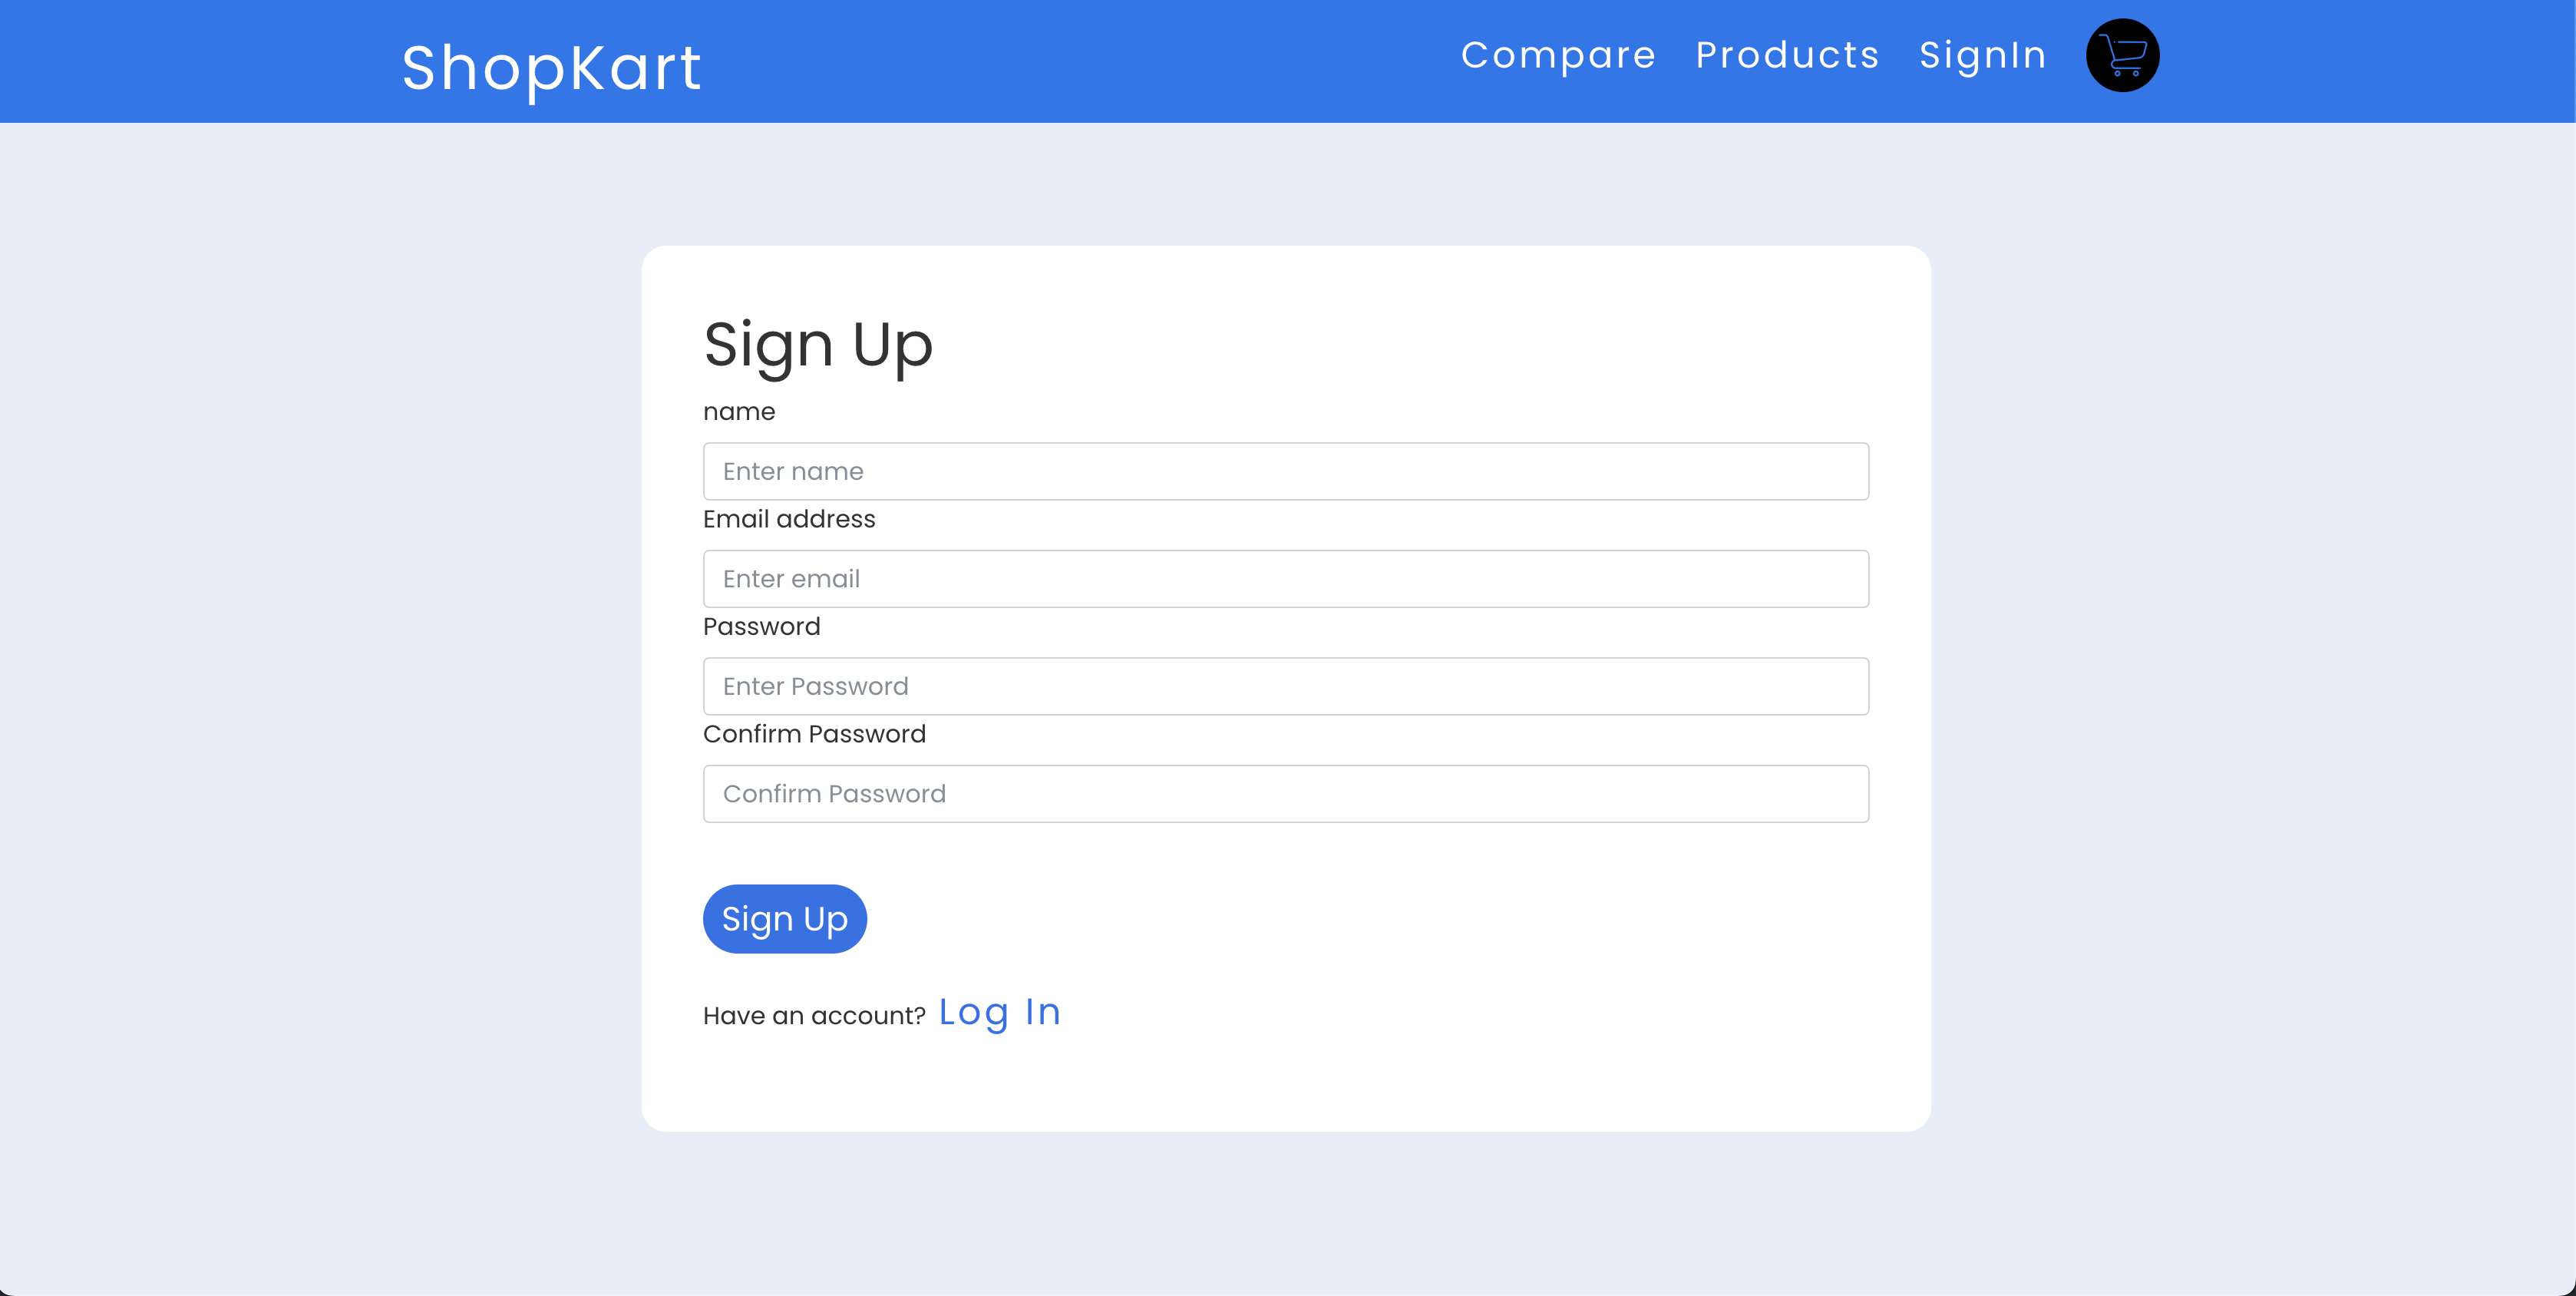 ShopKart
Compare Products SignIn
Sign Up
name
Enter name
Email address
Enter email
Password
Enter Password
Confirm Password
Confirm Password
Sign Up
Have an account? Log In